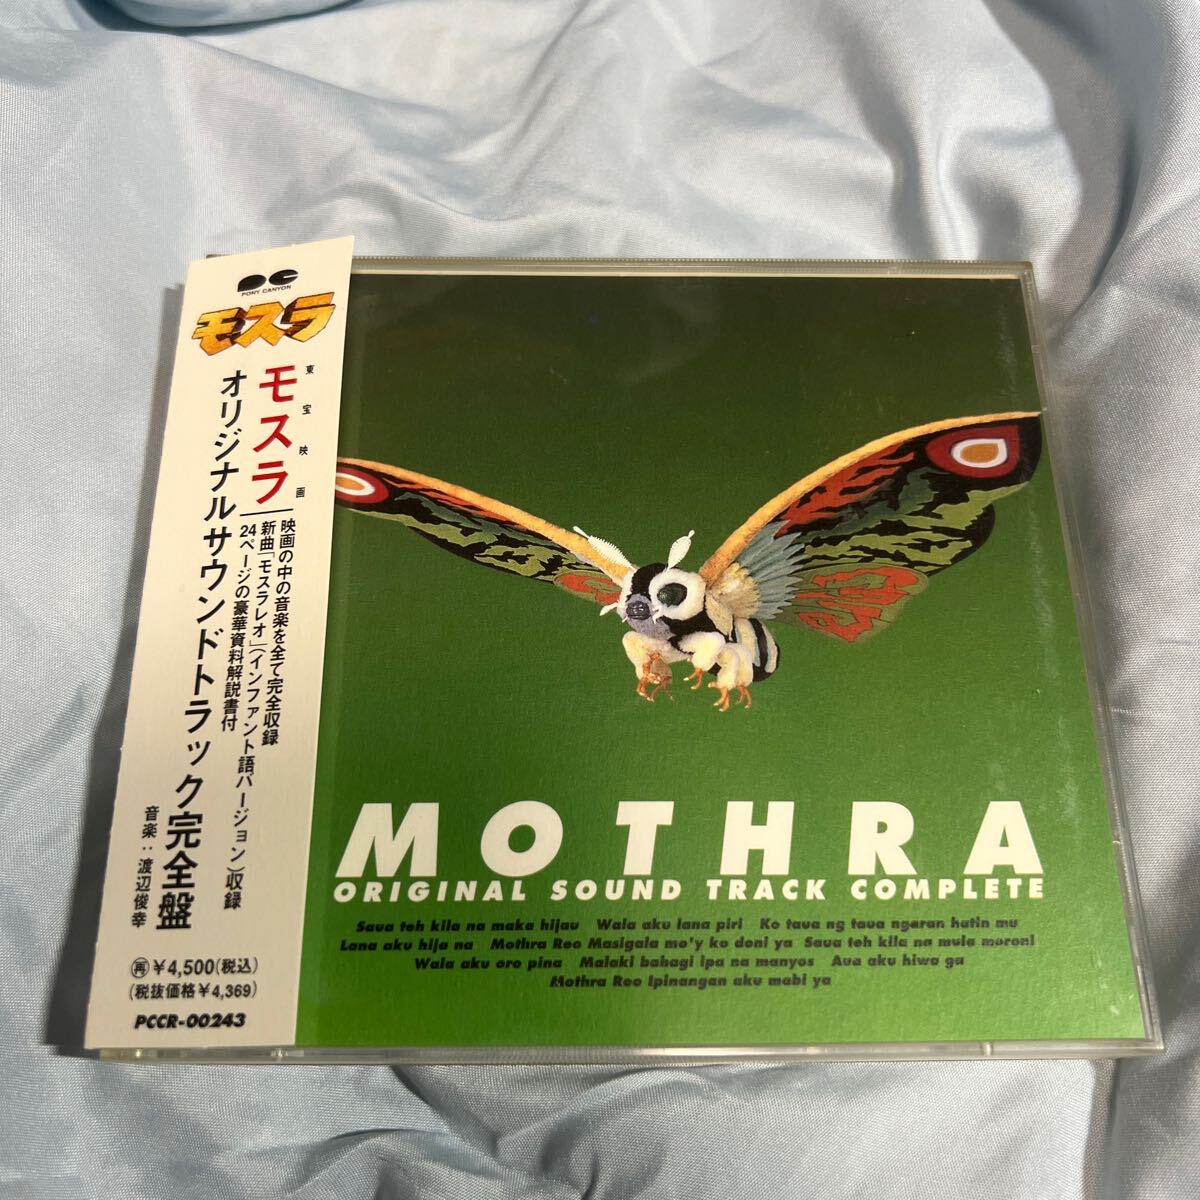 PONY CANYON
モスラ
東宝映画
モスラ
オリジナルサウンドトラック完全盤
映画の中の音楽を全て完全収録
新曲「モスラレオ」(インファント語バージョン)収録
24ページの豪華資料解説書付
音楽:渡辺俊幸
再 ¥4,500(税込)
(税抜価格¥4,369)
PCCR-00243
MOTHRA
ORIGINAL SOUND TRACK COMPLETE
Saua teh kila na maka hijau Wala aku lana piri Ko taua ng taua ngaran hatin mu
Lana aku hija na Mothra Reo Masigala mo'y ko doni ya Saua teh kila na mula moroni
Wala aku oro pina Malaki bahagi ipa na manyos Aua aku hiwa ga
Mothra Reo Ipinangan aku mabi ya